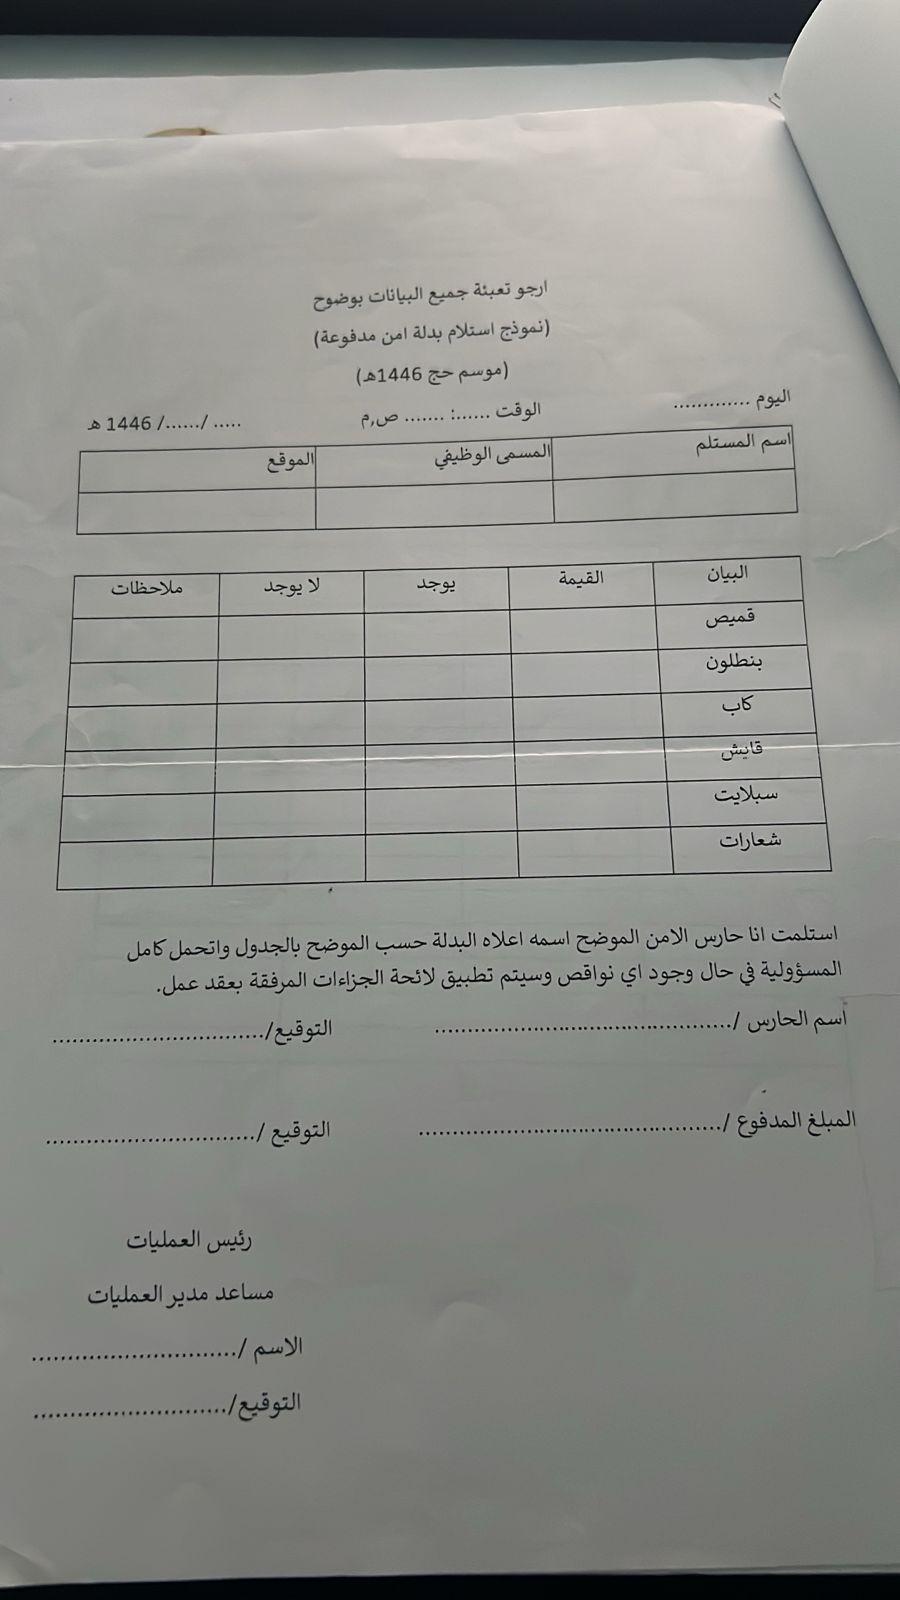 ارجو تعبئة جميع البيانات بوضوح
(نموذج استلام بدلة امن مدفوعة)
(موسم حج 1446هـ)
اليوم ............. الوقت ......: ....... ص,م ..... /....../ 1446 هـ
اسم المستلم المسمى الوظيفي الموقع
البيان القيمة يوجد لا يوجد ملاحظات
قميص
بنطلون
كاب
قايش
سبلايت
شعارات
استلمت انا حارس الامن الموضح اسمه اعلاه البدلة حسب الموضح بالجدول واتحمل كامل
المسؤولية في حال وجود اي نواقص وسيتم تطبيق لائحة الجزاءات المرفقة بعقد عمل.
اسم الحارس /............................................. التوقيع/................................
المبلغ المدفوع /.............................................. التوقيع /................................
رئيس العمليات
مساعد مدير العمليات
الاسم /...............................
التوقيع/.............................